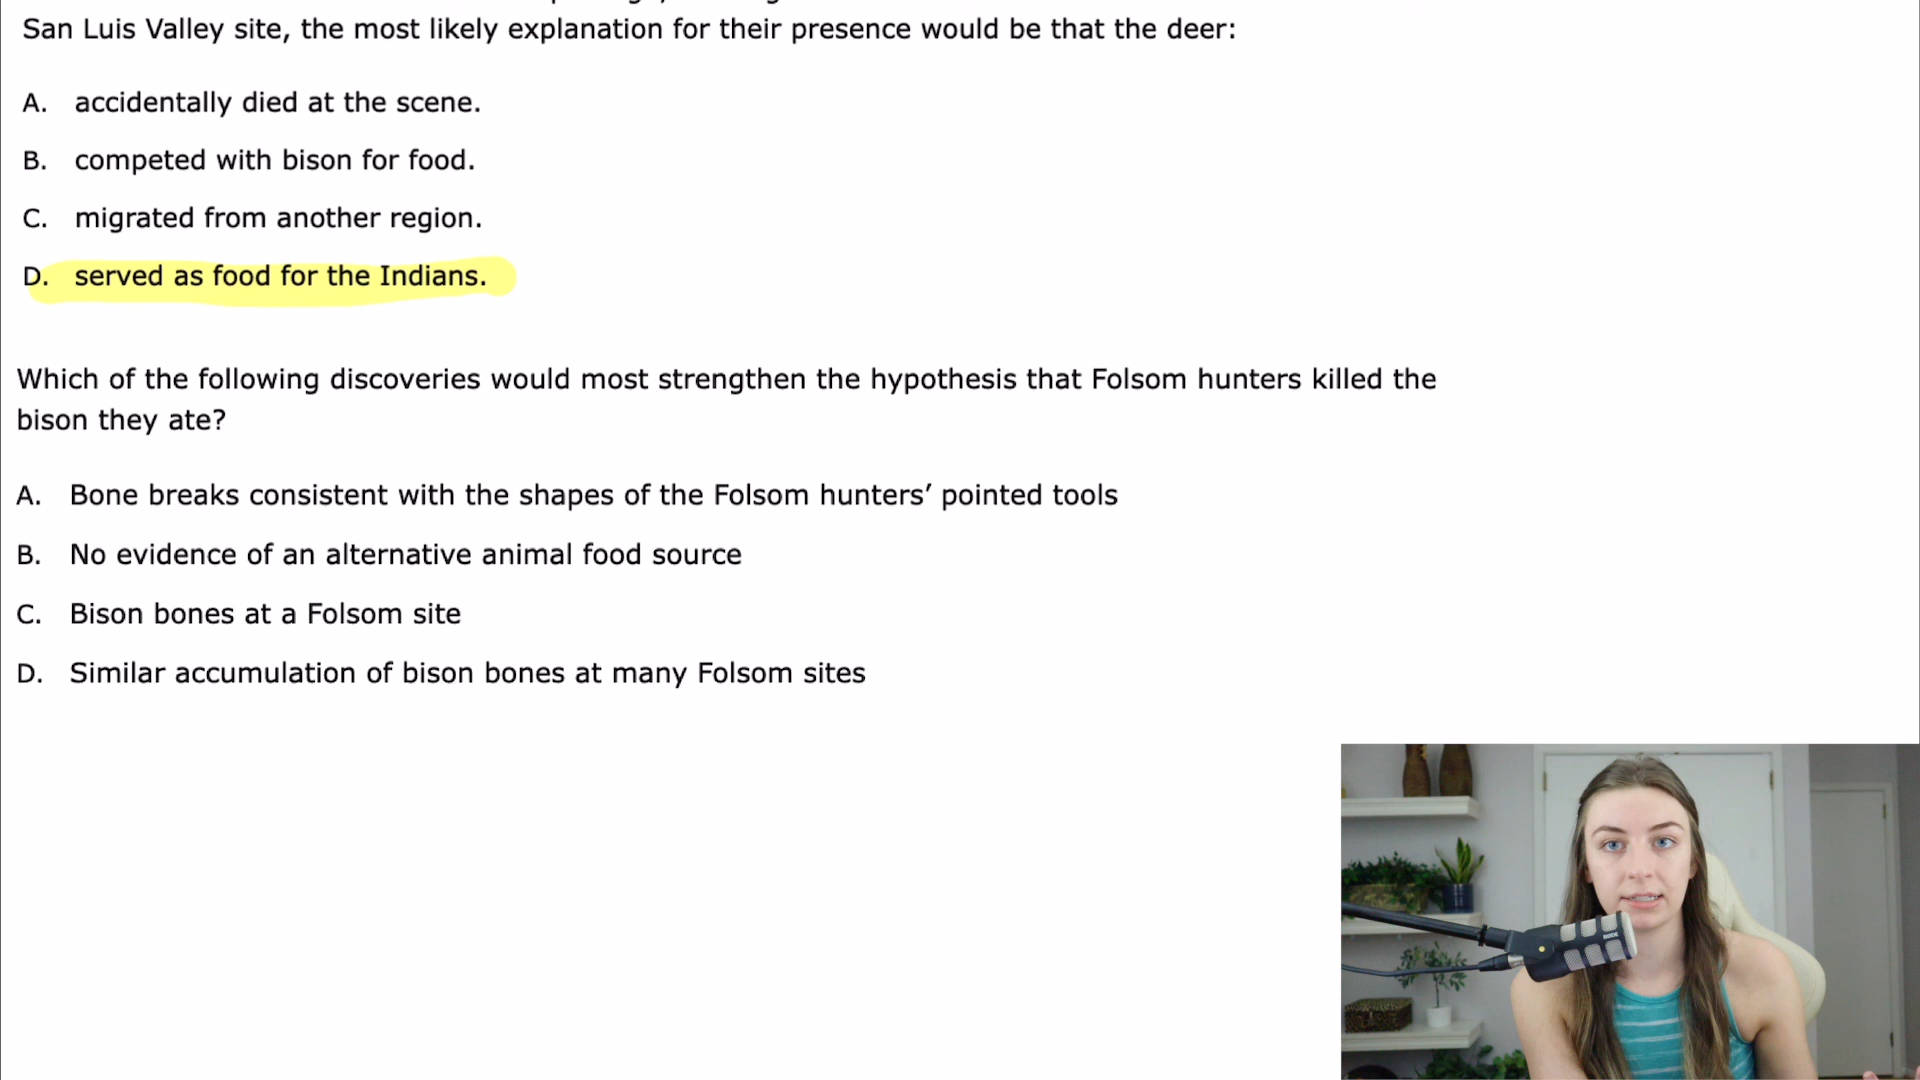 San Luis Valley site, the most likely explanation for their presence would be that the deer:
A. accidentally died at the scene.
B. competed with bison for food.
C. migrated from another region.
D. served as food for the Indians.
Which of the following discoveries would most strengthen the hypothesis that Folsom hunters killed the
bison they ate?
A. Bone breaks consistent with the shapes of the Folsom hunters’ pointed tools
B. No evidence of an alternative animal food source
C. Bison bones at a Folsom site
D. Similar accumulation of bison bones at many Folsom sites
RODE